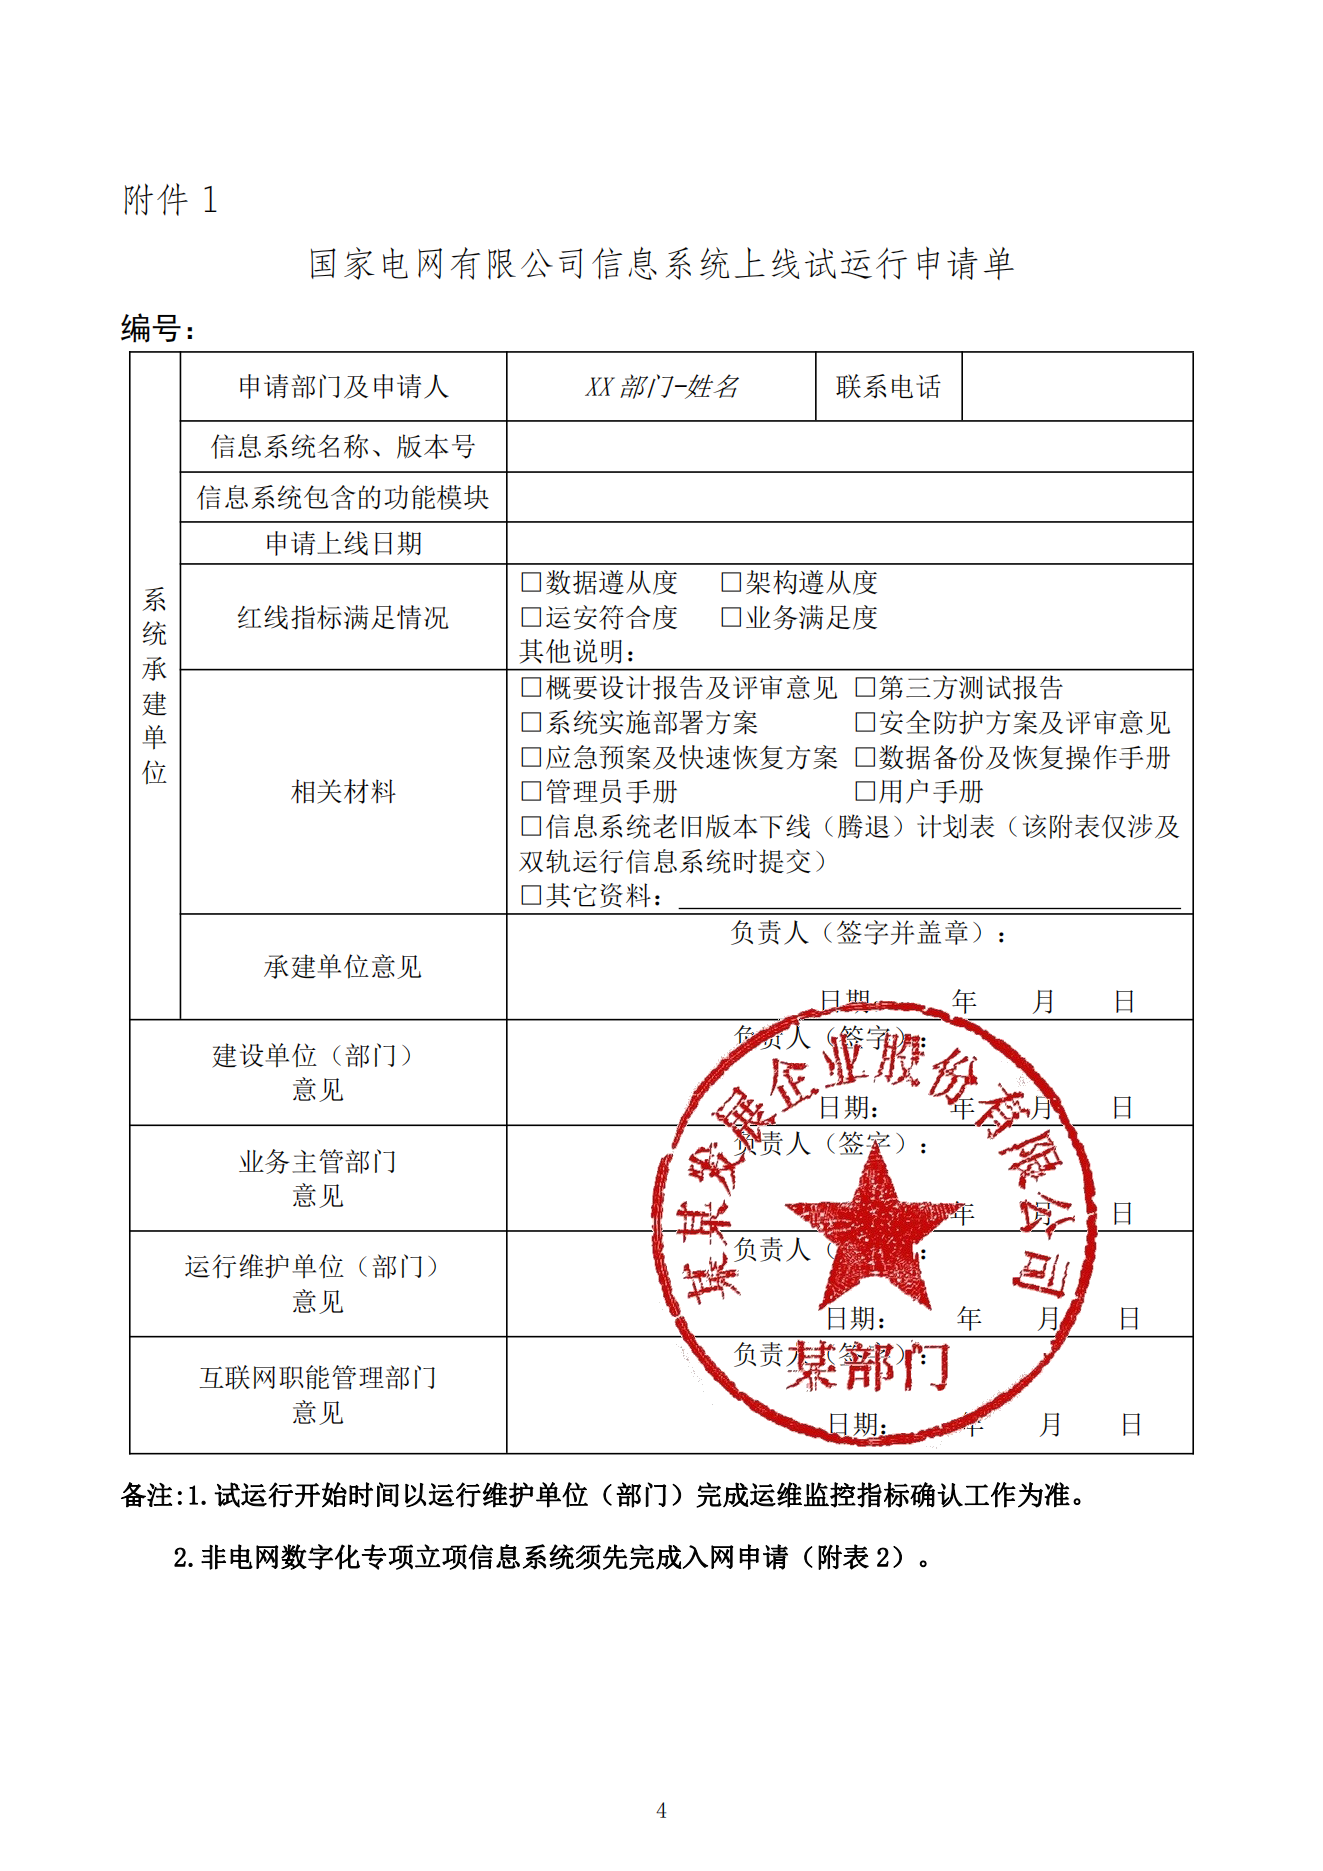 附件 1
国家电网有限公司信息系统上线试运行申请单
编号：
系统承建单位
申请部门及申请人 XX 部门-姓名 联系电话
信息系统名称、版本号
信息系统包含的功能模块
申请上线日期
红线指标满足情况
□数据遵从度 □架构遵从度
□运安符合度 □业务满足度
其他说明：
相关材料
□概要设计报告及评审意见 □第三方测试报告
□系统实施部署方案 □安全防护方案及评审意见
□应急预案及快速恢复方案 □数据备份及恢复操作手册
□管理员手册 □用户手册
□信息系统老旧版本下线（腾退）计划表（该附表仅涉及
双轨运行信息系统时提交）
□其它资料：
承建单位意见
负责人（签字并盖章）：
日期： 年 月 日
建设单位（部门）
意见
负责人（签字）：
日期： 年 月 日
业务主管部门
意见
负责人（签字）：
年 月 日
运行维护单位（部门）
意见
负责人（ ：
日期： 年 月 日
互联网职能管理部门
意见
负责人（签字）：
日期： 年 月 日
某某发展企业股份有限公司
某部门
备注:1.试运行开始时间以运行维护单位（部门）完成运维监控指标确认工作为准。
2.非电网数字化专项立项信息系统须先完成入网申请（附表 2）。
4